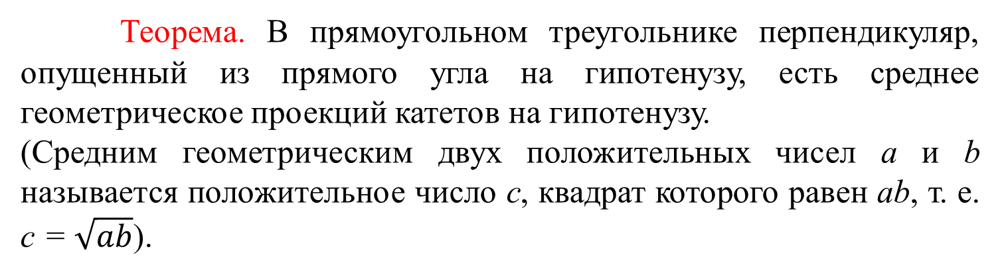 Теорема. В прямоугольном треугольнике перпендикуляр,
опущенный из прямого угла на гипотенузу, есть среднее
геометрическое проекций катетов на гипотенузу.
(Средним геометрическим двух положительных чисел a и b
называется положительное число c, квадрат которого равен ab, т. е.
c = √ab).